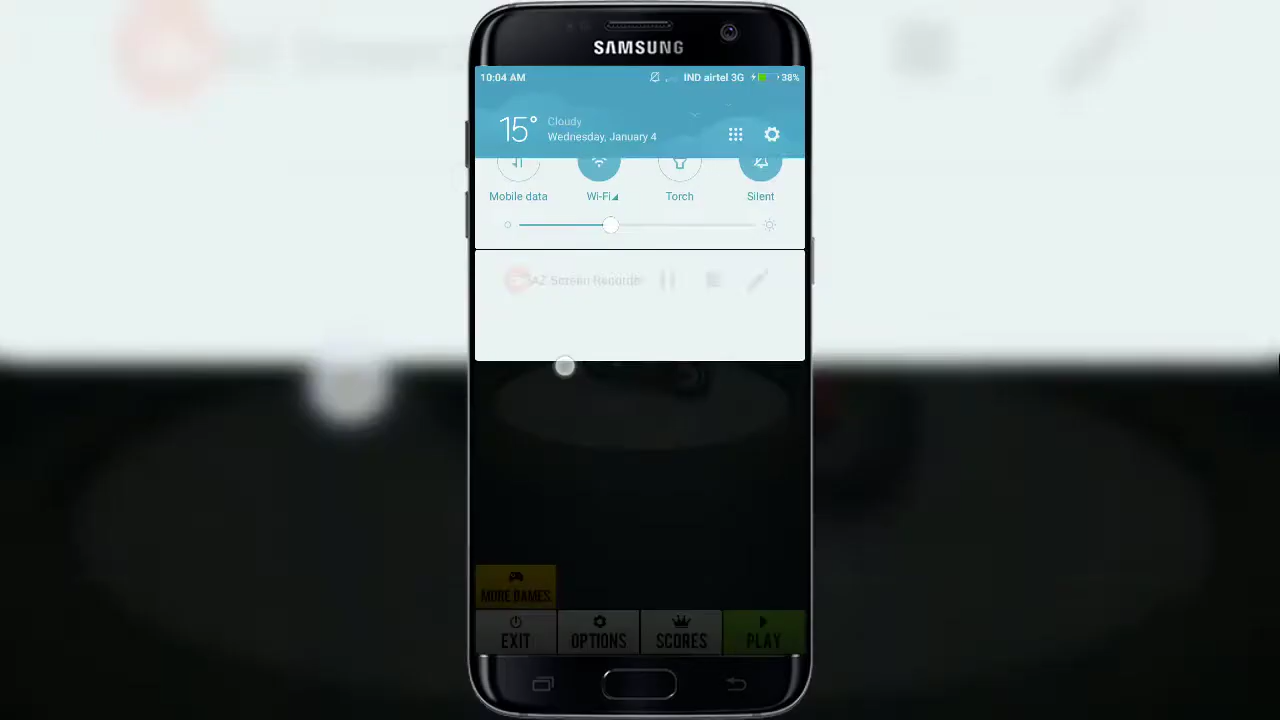 SAMSUNG
10:04 AM IND airtel 3G 38%
15° Cloudy
Wednesday, January 4
Mobile data Wi-Fi Torch Silent
AZ Screen Recorder
MORE GAMES
EXIT OPTIONS SCORES PLAY